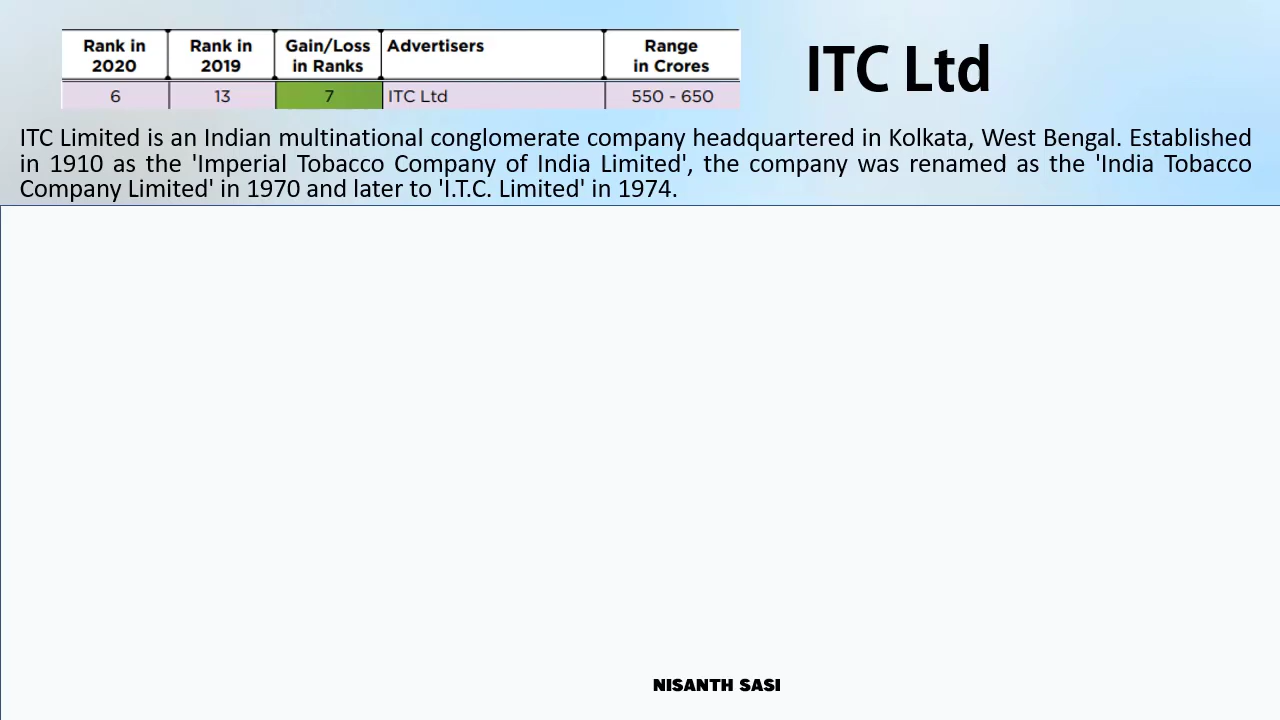 Rank in 2020 Rank in 2019 Gain/Loss in Ranks Advertisers Range in Crores
6 13 7 ITC Ltd 550 - 650
ITC Ltd
ITC Limited is an Indian multinational conglomerate company headquartered in Kolkata, West Bengal. Established
in 1910 as the 'Imperial Tobacco Company of India Limited', the company was renamed as the 'India Tobacco
Company Limited' in 1970 and later to 'I.T.C. Limited' in 1974.
NISANTH SASI